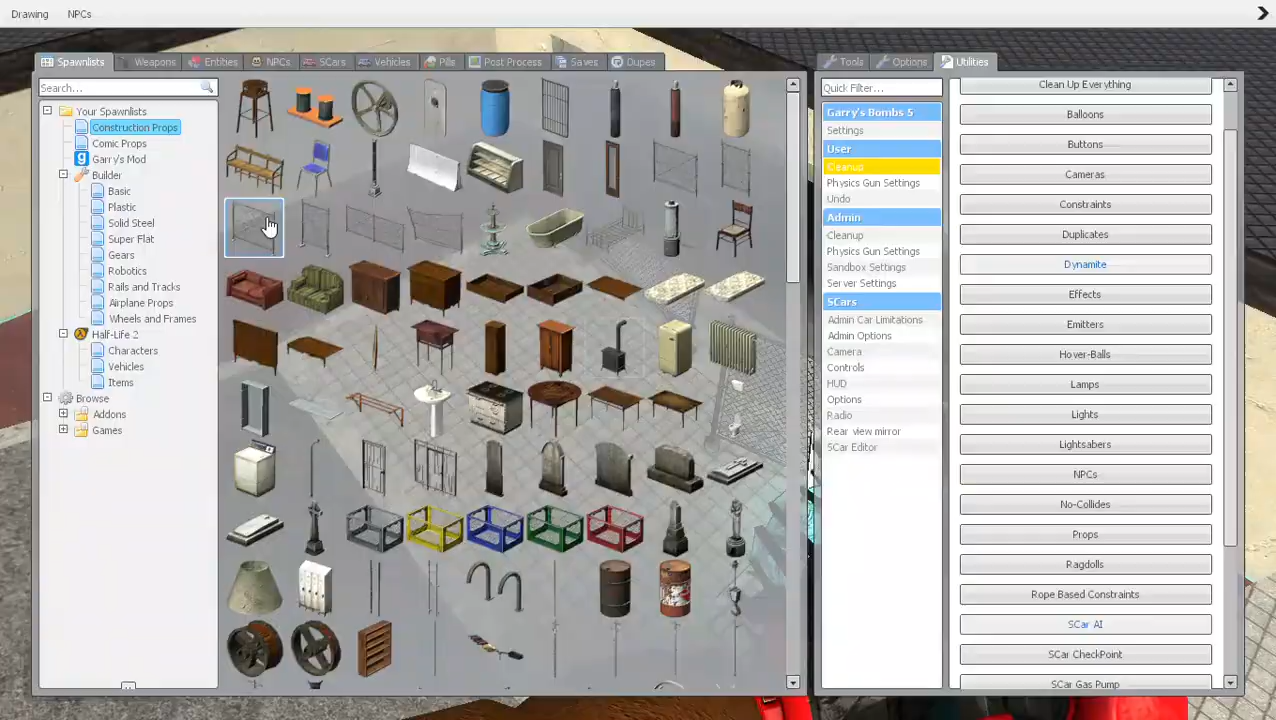 Drawing NPCs
Spawnlists Weapons Entities NPCs SCars Vehicles Pills Post Process Saves Dupes
Search...
Your Spawnlists
Construction Props
Comic Props
Garry's Mod
Builder
Basic
Plastic
Solid Steel
Super Flat
Gears
Robotics
Rails and Tracks
Airplane Props
Wheels and Frames
Half-Life 2
Characters
Vehicles
Items
Browse
Addons
Games
Tools Options Utilities
Quick Filter...
Garry's Bombs 5
Settings
User
Cleanup
Physics Gun Settings
Undo
Admin
Cleanup
Physics Gun Settings
Sandbox Settings
Server Settings
SCars
Admin Car Limitations
Admin Options
Camera
Controls
HUD
Options
Radio
Rear view mirror
SCar Editor
Clean Up Everything
Balloons
Buttons
Cameras
Constraints
Duplicates
Dynamite
Effects
Emitters
Hover-Balls
Lamps
Lights
Lightsabers
NPCs
No-Collides
Props
Ragdolls
Rope Based Constraints
SCar AI
SCar CheckPoint
SCar Gas Pump